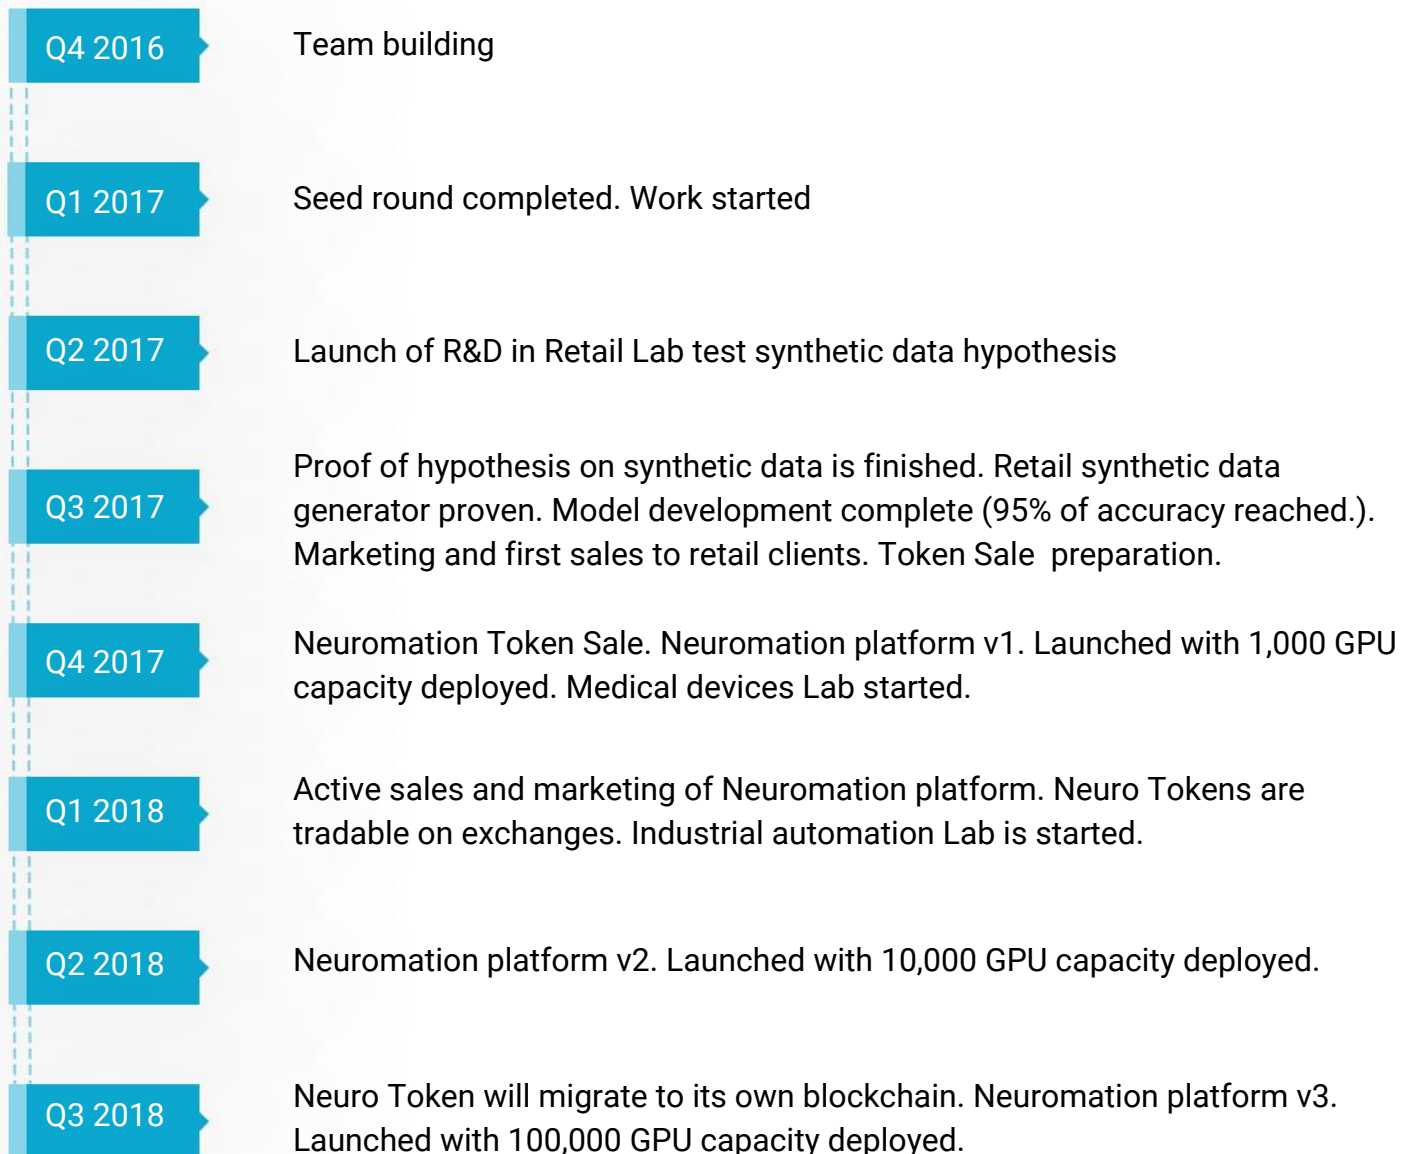 Q4 2016
Team building
Q1 2017
Seed round completed. Work started
Q2 2017
Launch of R&D in Retail Lab test synthetic data hypothesis
Q3 2017
Proof of hypothesis on synthetic data is finished. Retail synthetic data
generator proven. Model development complete (95% of accuracy reached.).
Marketing and first sales to retail clients. Token Sale  preparation.
Q4 2017
Neuromation Token Sale. Neuromation platform v1. Launched with 1,000 GPU
capacity deployed. Medical devices Lab started.
Q1 2018
Active sales and marketing of Neuromation platform. Neuro Tokens are
tradable on exchanges. Industrial automation Lab is started.
Q2 2018
Neuromation platform v2. Launched with 10,000 GPU capacity deployed.
Q3 2018
Neuro Token will migrate to its own blockchain. Neuromation platform v3.
Launched with 100,000 GPU capacity deployed.